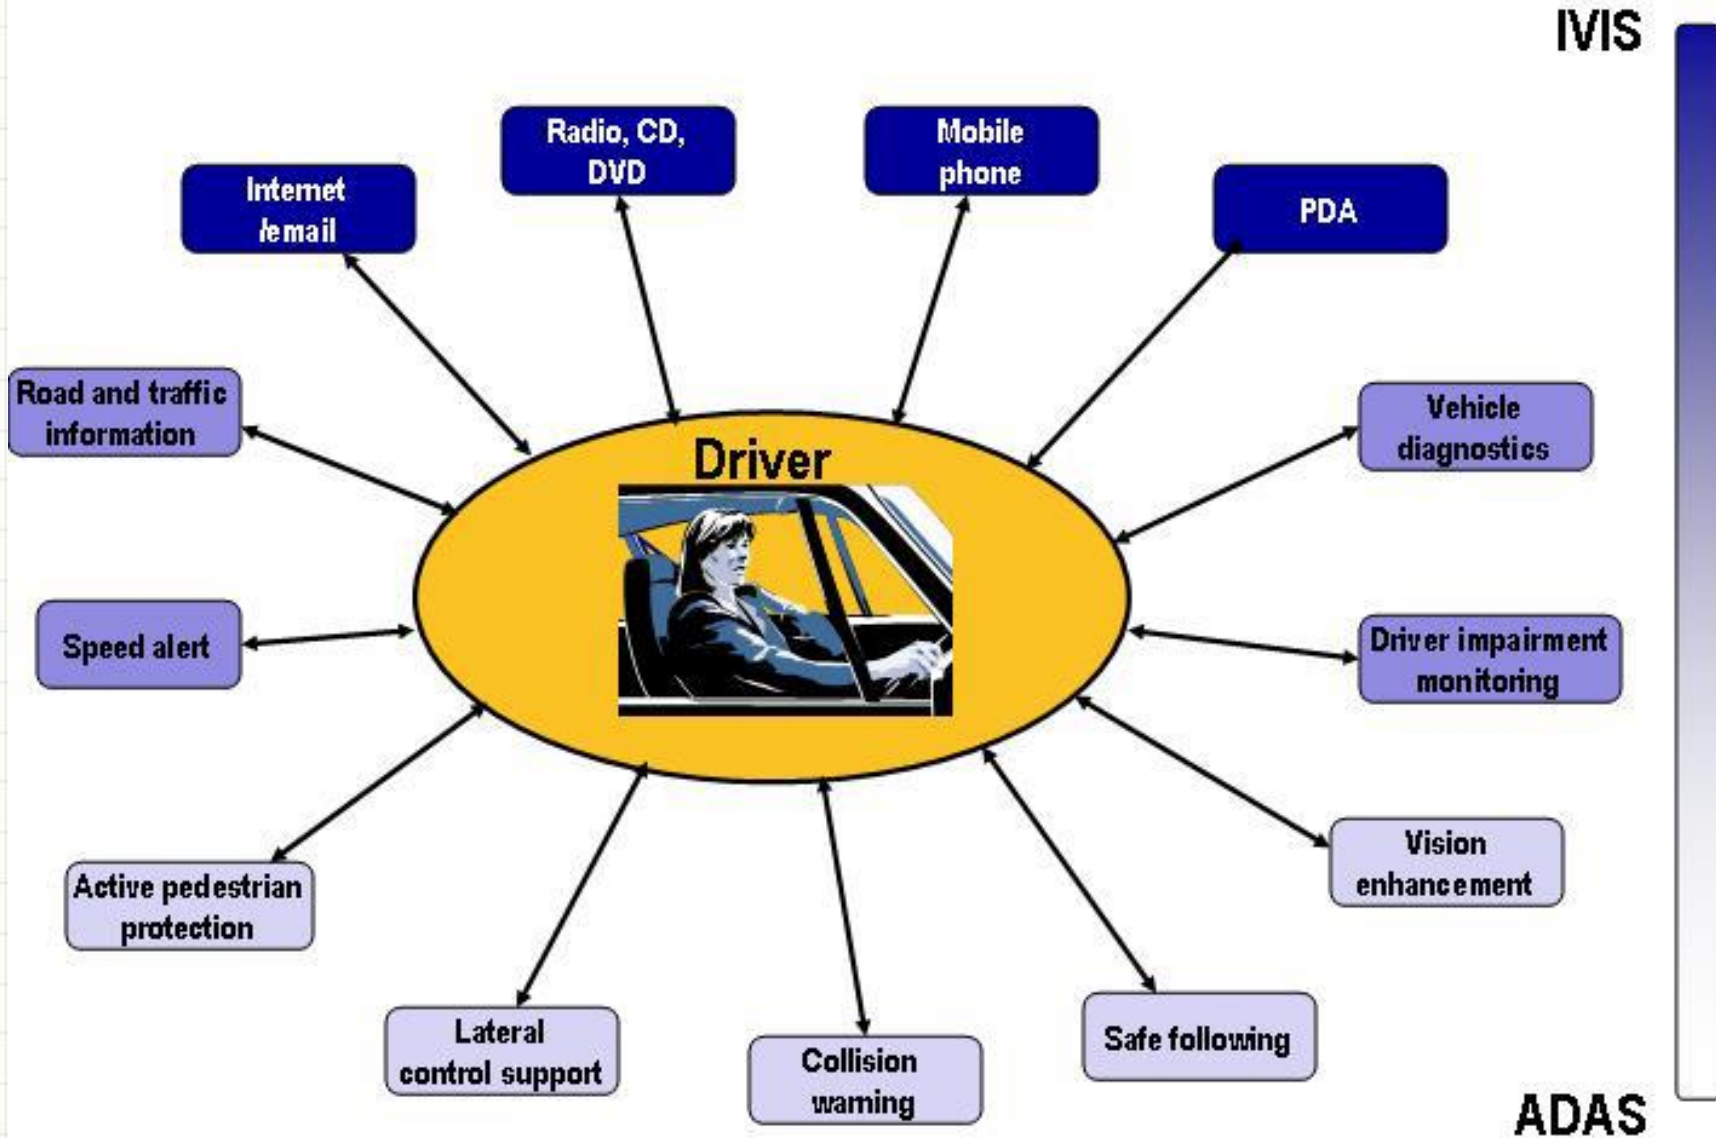 IVIS
Radio, CD,
DVD
Mobile
phone
Internet
/email
PDA
Road and traffic
information
Vehicle
diagnostics
Driver
Speed alert
Driver impairment
monitoring
Active pedestrian
protection
Vision
enhancement
Lateral
control support
Collision
warning
Safe following
ADAS